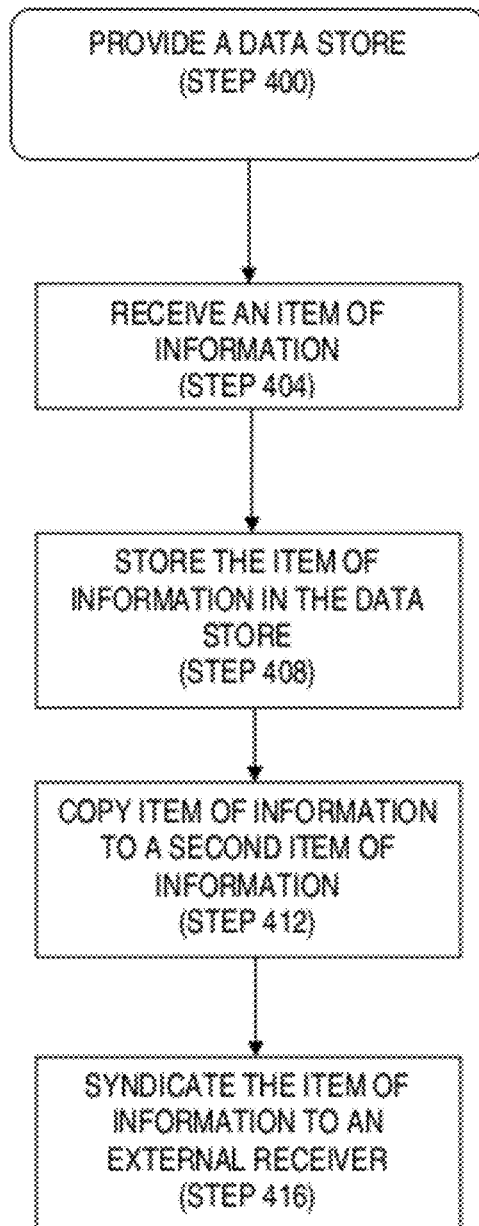 PROVIDE A DATA STORE
(STEP 400)
RECEIVE AN ITEM OF
INFORMATION
(STEP 404)
STORE THE ITEM OF
INFORMATION IN THE DATA
STORE
(STEP 408)
COPY ITEM OF INFORMATION
TO A SECOND ITEM OF
INFORMATION
(STEP 412)
SYNDICATE THE ITEM OF
INFORMATION TO AN
EXTERNAL RECEIVER
(STEP 416)